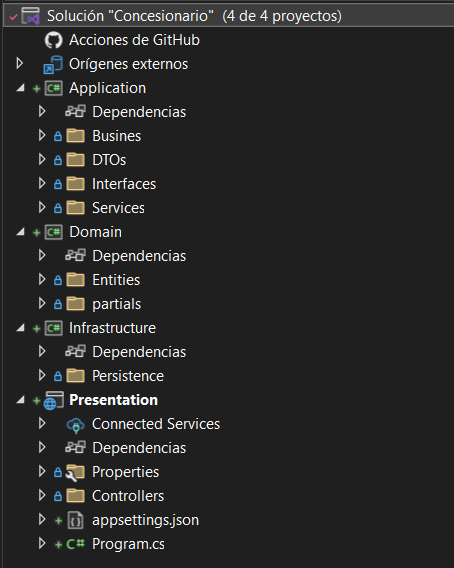 Solución "Concesionario" (4 de 4 proyectos)
Acciones de GitHub
Orígenes externos
C# Application
Dependencias
Busines
DTOs
Interfaces
Services
C# Domain
Dependencias
Entities
partials
C# Infrastructure
Dependencias
Persistence
Presentation
Connected Services
Dependencias
Properties
Controllers
appsettings.json
C# Program.cs